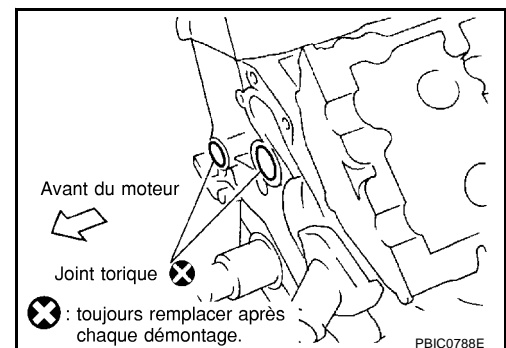 Avant du moteur
Joint torique
: toujours remplacer après
chaque démontage.
PBIC0788E